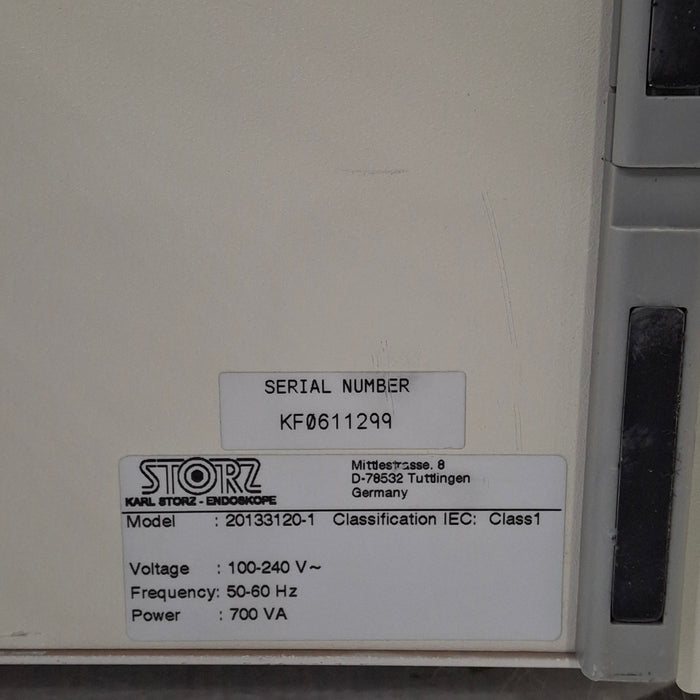 SERIAL NUMBER
KF0611299
STORZ
KARL STORZ - ENDOSKOPE
Mittlestrasse. 8
D-78532 Tuttlingen
Germany
Model : 20133120-1 Classification IEC: Class1
Voltage : 100-240 V~
Frequency: 50-60 Hz
Power : 700 VA